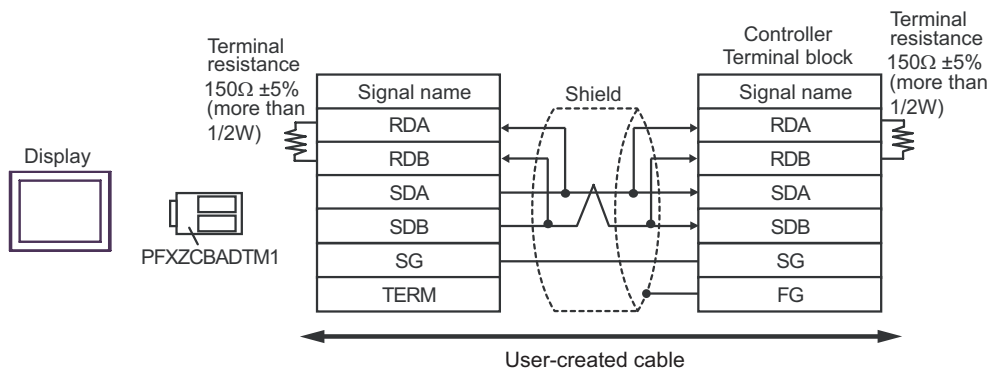 Terminal
resistance
150Ω ±5%
(more than
1/2W)
Controller
Terminal block
Terminal
resistance
150Ω ±5%
(more than
1/2W)
Signal name
Shield
Signal name
RDA
RDA
RDB
RDB
Display
SDA
SDA
SDB
SDB
PFXZCBADTM1
SG
SG
TERM
FG
User-created cable